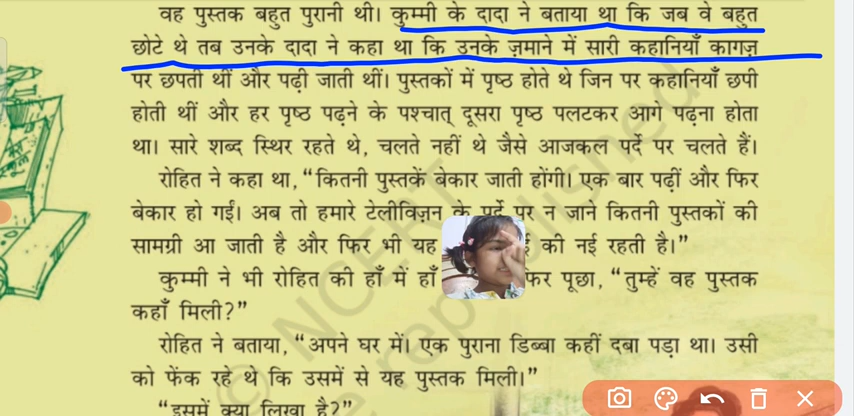 वह पुस्तक बहुत पुरानी थी। कुम्मी के दादा ने बताया था कि जब वे बहुत
छोटे थे तब उनके दादा ने कहा था कि उनके ज़माने में सारी कहानियाँ कागज़
पर छपती थीं और पढ़ी जाती थीं। पुस्तकों में पृष्ठ होते थे जिन पर कहानियाँ छपी
होती थीं और हर पृष्ठ पढ़ने के पश्चात् दूसरा पृष्ठ पलटकर आगे पढ़ना होता
था। सारे शब्द स्थिर रहते थे, चलते नहीं थे जैसे आजकल पर्दे पर चलते हैं।
रोहित ने कहा था, “कितनी पुस्तकें बेकार जाती होंगी। एक बार पढ़ीं और फिर
बेकार हो गईं। अब तो हमारे टेलीविज़न के पर्दे पर न जाने कितनी पुस्तकों की
सामग्री आ जाती है और फिर भी यह की नई रहती है।”
कुम्मी ने भी रोहित की हाँ में हाँ पूछा, “तुम्हें वह पुस्तक
कहाँ मिली?”
रोहित ने बताया, “अपने घर में। एक पुराना डिब्बा कहीं दबा पड़ा था। उसी
को फेंक रहे थे कि उसमें से यह पुस्तक मिली।”
“इसमें क्या लिखा है?”
© NCERT
republished